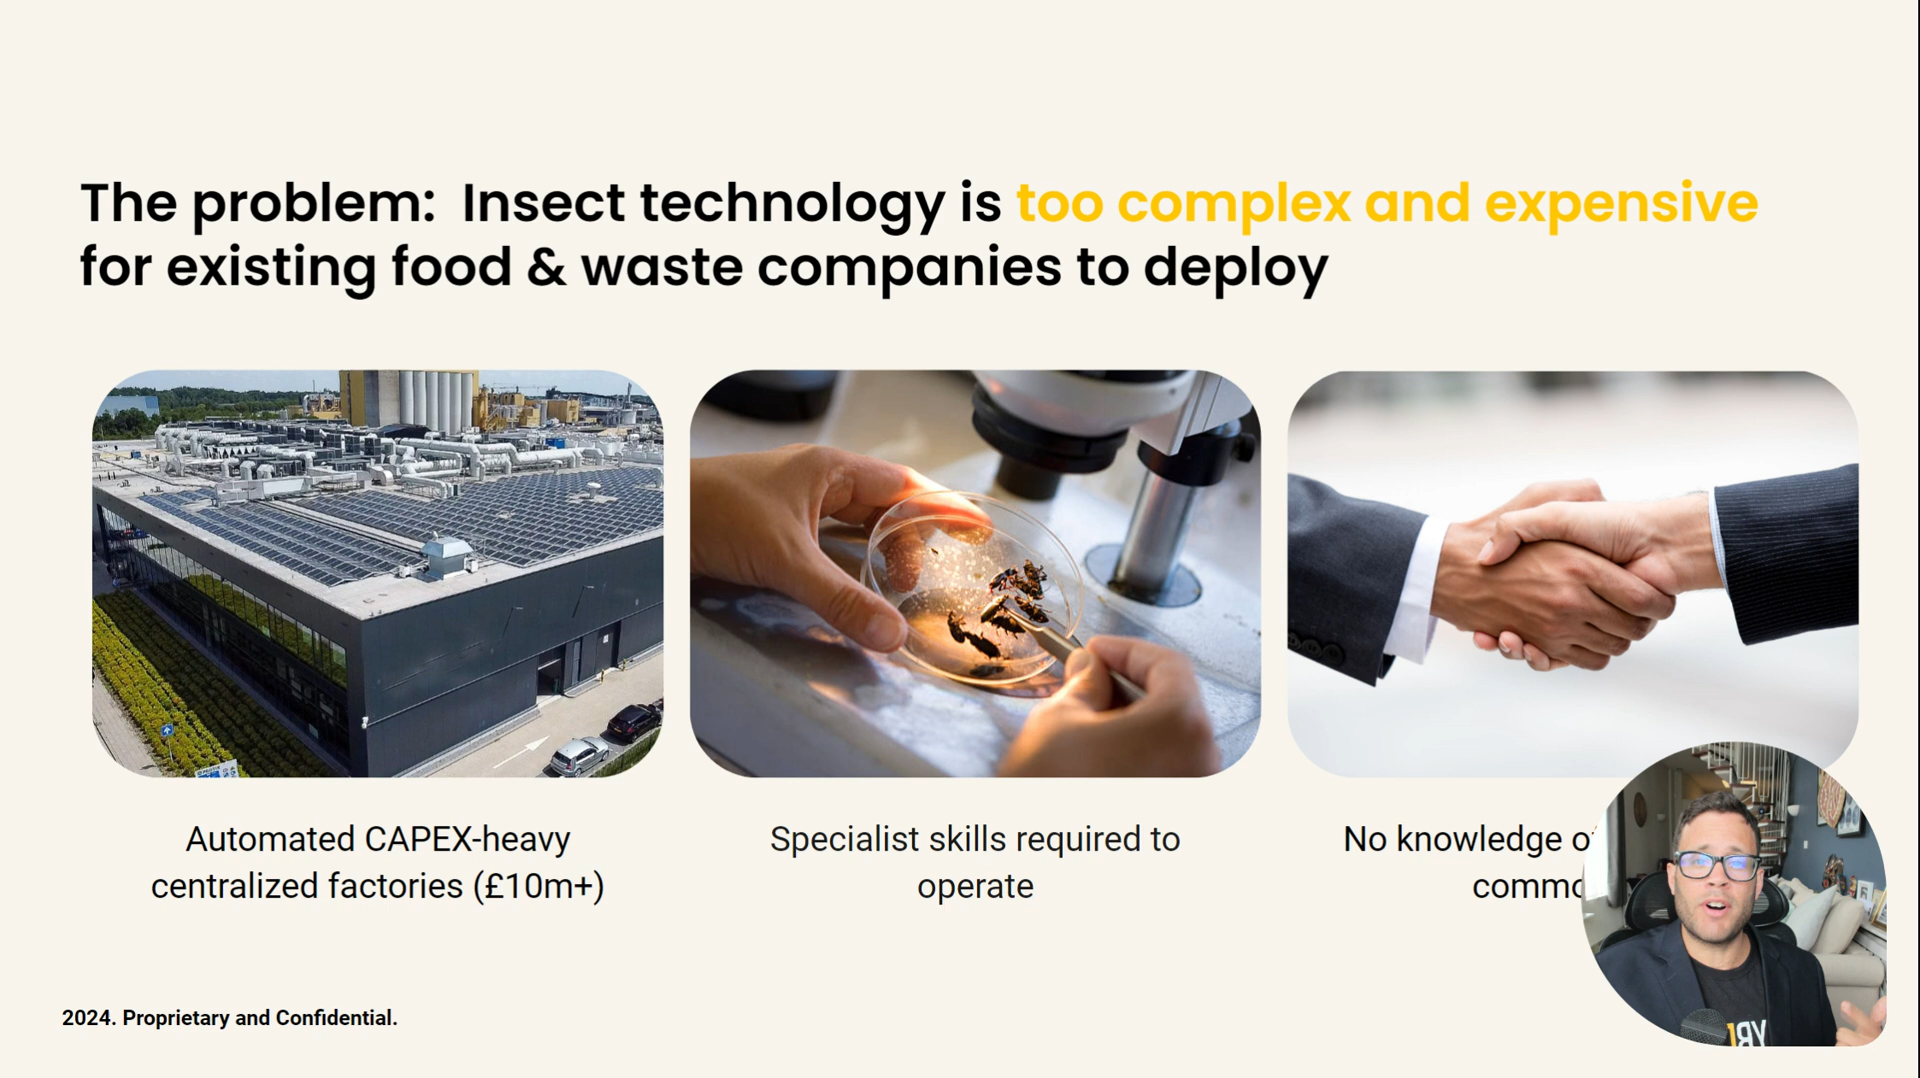 The problem: Insect technology is too complex and expensive
for existing food & waste companies to deploy
Automated CAPEX-heavy
centralized factories (£10m+)
Specialist skills required to
operate
No knowledge
2024. Proprietary and Confidential.